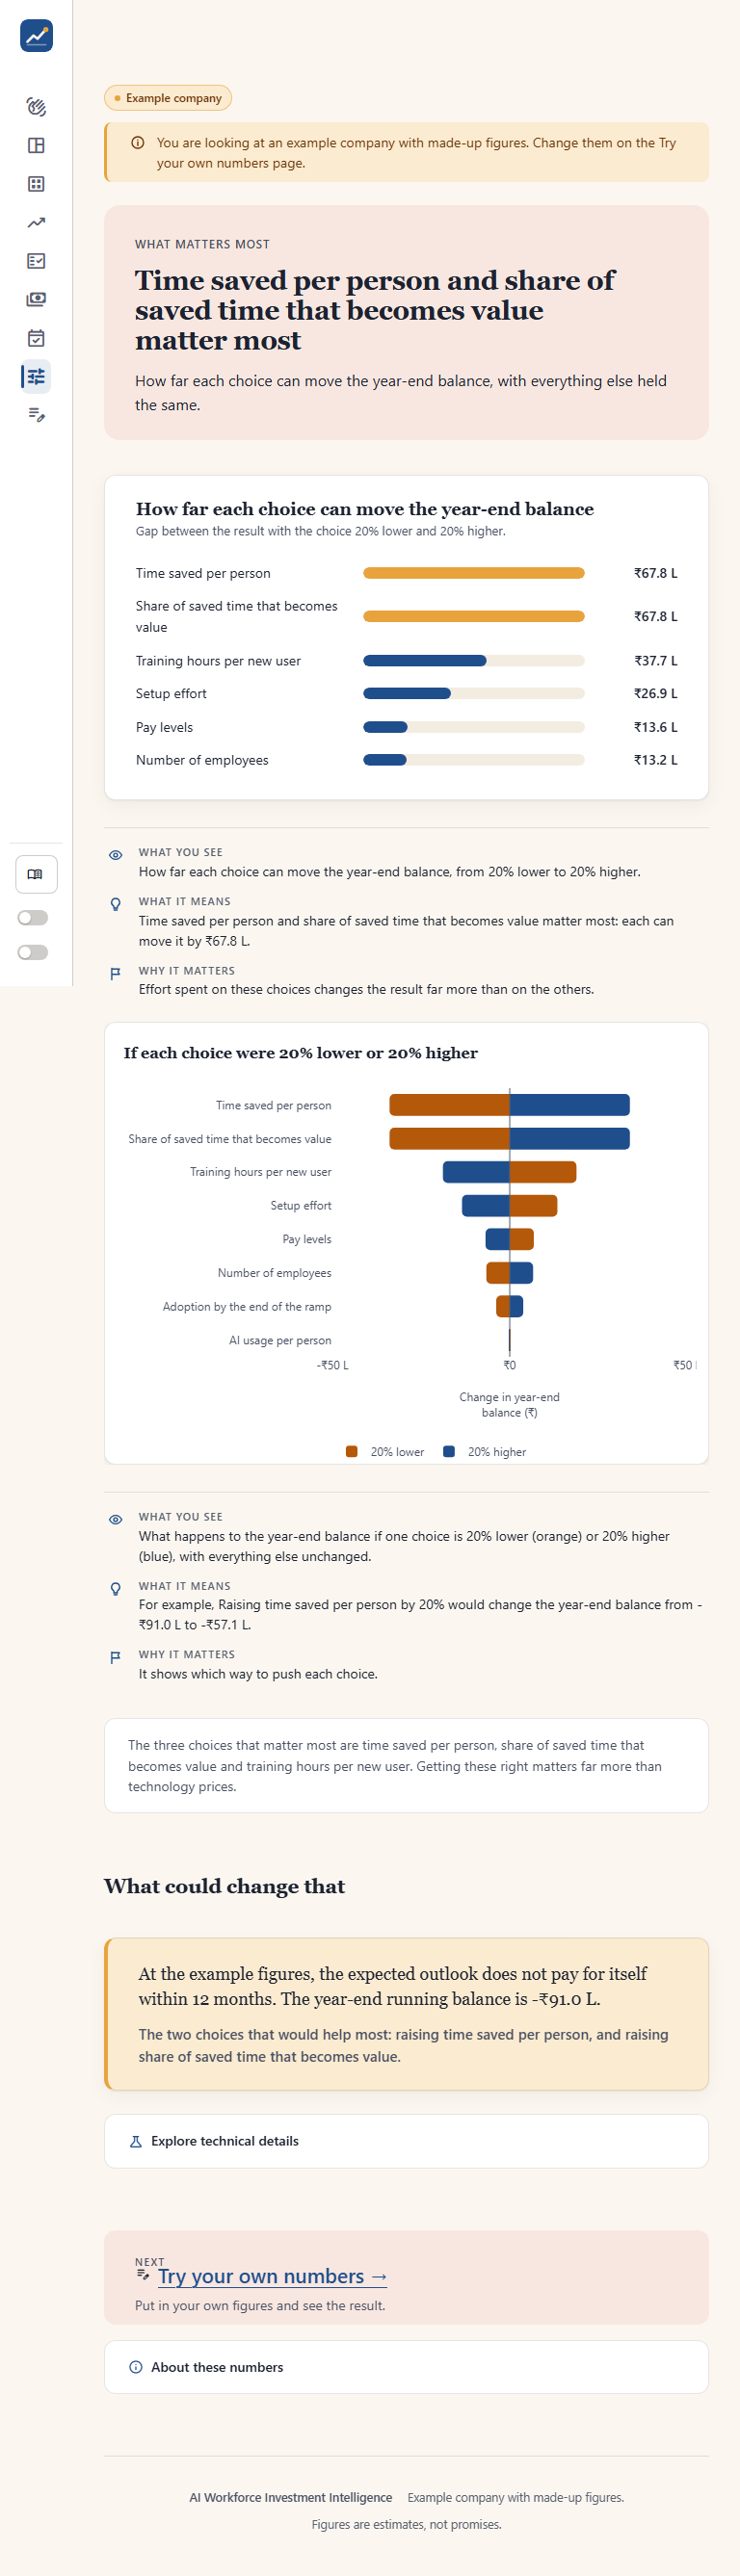 Example company
You are looking at an example company with made-up figures. Change them on the Try
your own numbers page.
WHAT MATTERS MOST
Time saved per person and share of
saved time that becomes value
matter most
How far each choice can move the year-end balance, with everything else held
the same.
How far each choice can move the year-end balance
Gap between the result with the choice 20% lower and 20% higher.
Time saved per person ₹67.8 L
Share of saved time that becomes
value ₹67.8 L
Training hours per new user ₹37.7 L
Setup effort ₹26.9 L
Pay levels ₹13.6 L
Number of employees ₹13.2 L
WHAT YOU SEE
How far each choice can move the year-end balance, from 20% lower to 20% higher.
WHAT IT MEANS
Time saved per person and share of saved time that becomes value matter most: each can
move it by ₹67.8 L.
WHY IT MATTERS
Effort spent on these choices changes the result far more than on the others.
If each choice were 20% lower or 20% higher
Time saved per person
Share of saved time that becomes value
Training hours per new user
Setup effort
Pay levels
Number of employees
Adoption by the end of the ramp
AI usage per person
-₹50 L ₹0 ₹50
Change in year-end
balance (₹)
20% lower 20% higher
WHAT YOU SEE
What happens to the year-end balance if one choice is 20% lower (orange) or 20% higher
(blue), with everything else unchanged.
WHAT IT MEANS
For example, Raising time saved per person by 20% would change the year-end balance from -
₹91.0 L to -₹57.1 L.
WHY IT MATTERS
It shows which way to push each choice.
The three choices that matter most are time saved per person, share of saved time that
becomes value and training hours per new user. Getting these right matters far more than
technology prices.
What could change that
At the example figures, the expected outlook does not pay for itself
within 12 months. The year-end running balance is -₹91.0 L.
The two choices that would help most: raising time saved per person, and raising
share of saved time that becomes value.
Explore technical details
NEXT
Try your own numbers →
Put in your own figures and see the result.
About these numbers
AI Workforce Investment Intelligence Example company with made-up figures.
Figures are estimates, not promises.